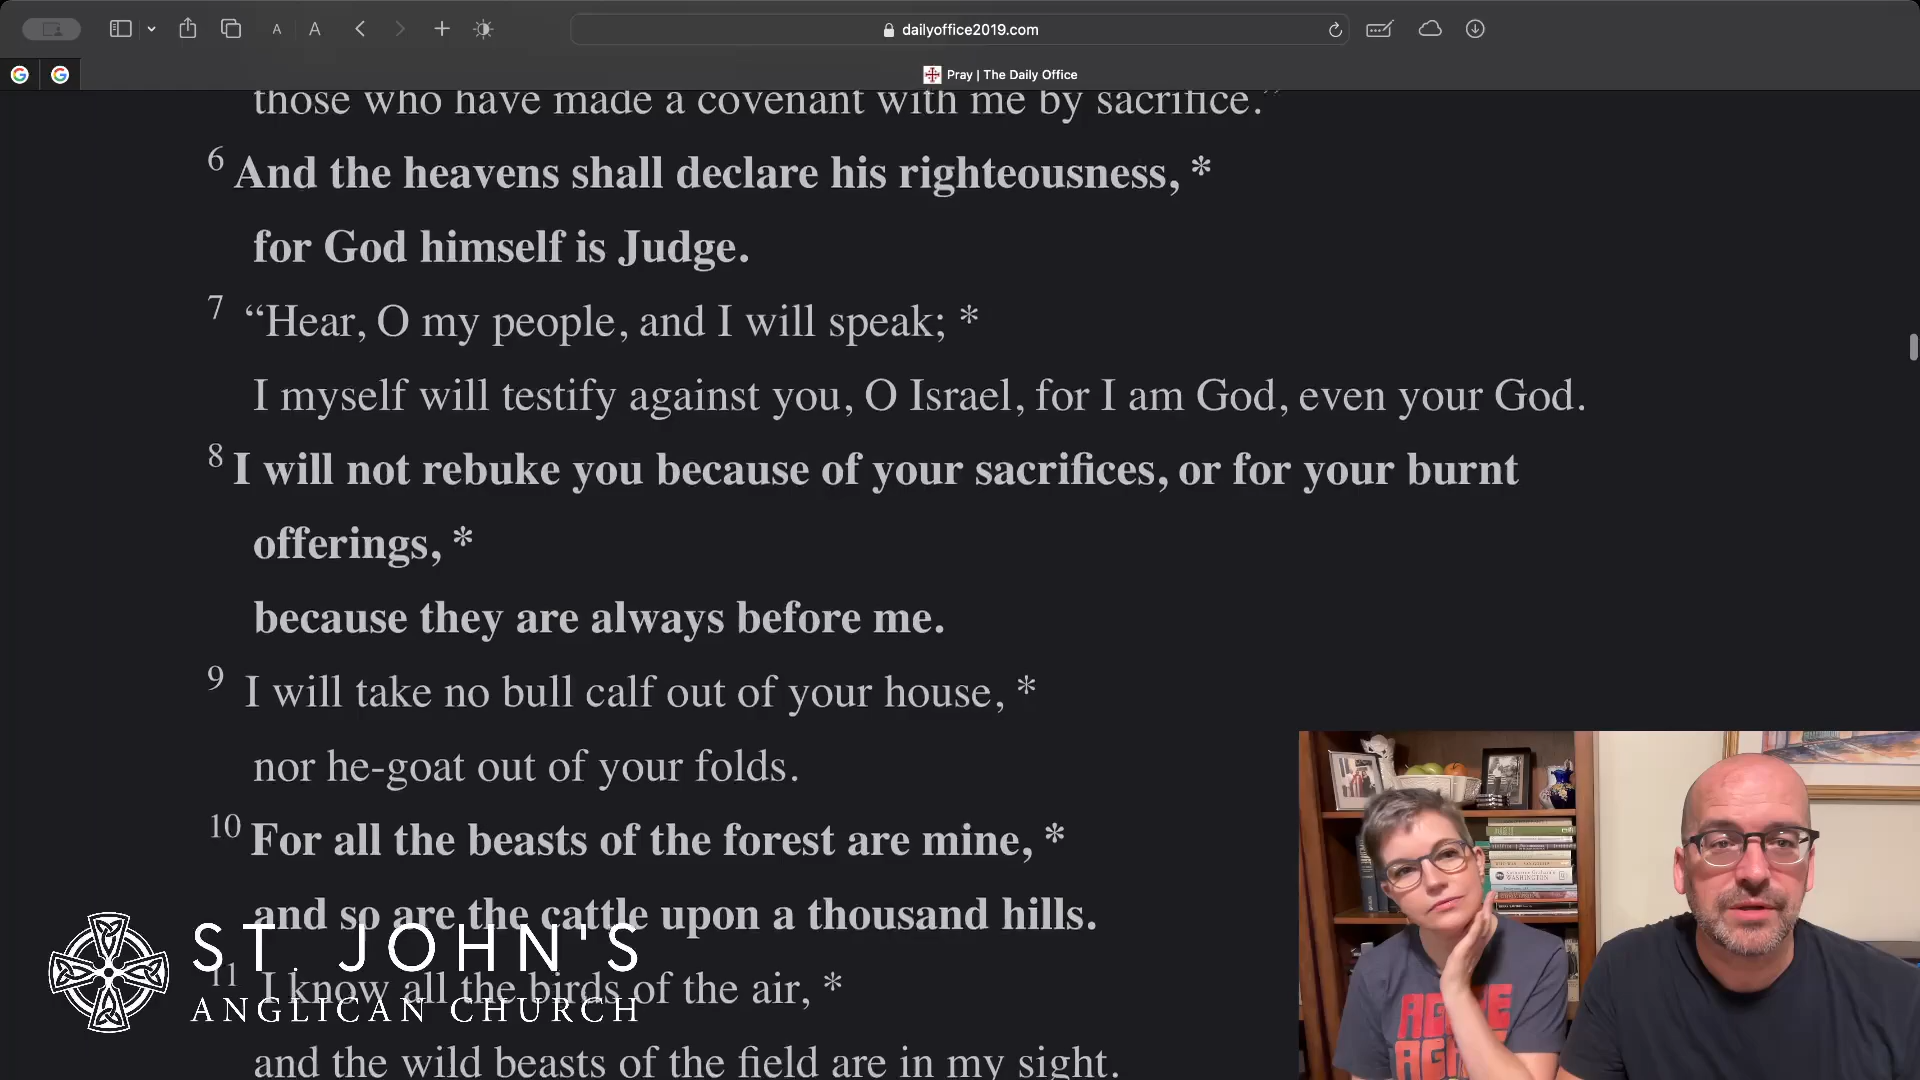 A A
dailyoffice2019.com
G G
Pray | The Daily Office
those who have made a covenant with me by sacrifice.”
6 And the heavens shall declare his righteousness, *
for God himself is Judge.
7 “Hear, O my people, and I will speak; *
I myself will testify against you, O Israel, for I am God, even your God.
8 I will not rebuke you because of your sacrifices, or for your burnt
offerings, *
because they are always before me.
9 I will take no bull calf out of your house, *
nor he-goat out of your folds.
10 For all the beasts of the forest are mine, *
and so are the cattle upon a thousand hills.
11 I know all the birds of the air, *
and the wild beasts of the field are in my sight.
ST. JOHN'S
ANGLICAN CHURCH
WASHINGTON